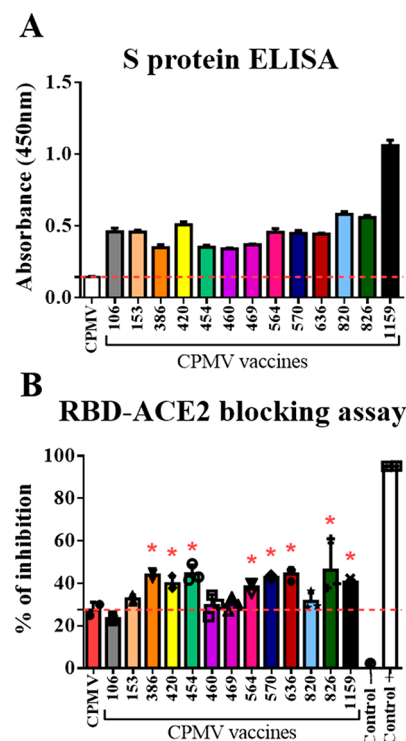 A
S protein ELISA
Absorbance (450nm)
1.5
1.0
0.5
0.0
CPMV
106
153
386
420
454
460
469
564
570
636
820
826
1159
CPMV vaccines
B
RBD-ACE2 blocking assay
% of inhibition
100
80
60
40
20
0
* * * * * * * *
CPMV
106
153
386
420
454
460
469
564
570
636
820
826
1159
Control –
Control +
CPMV vaccines